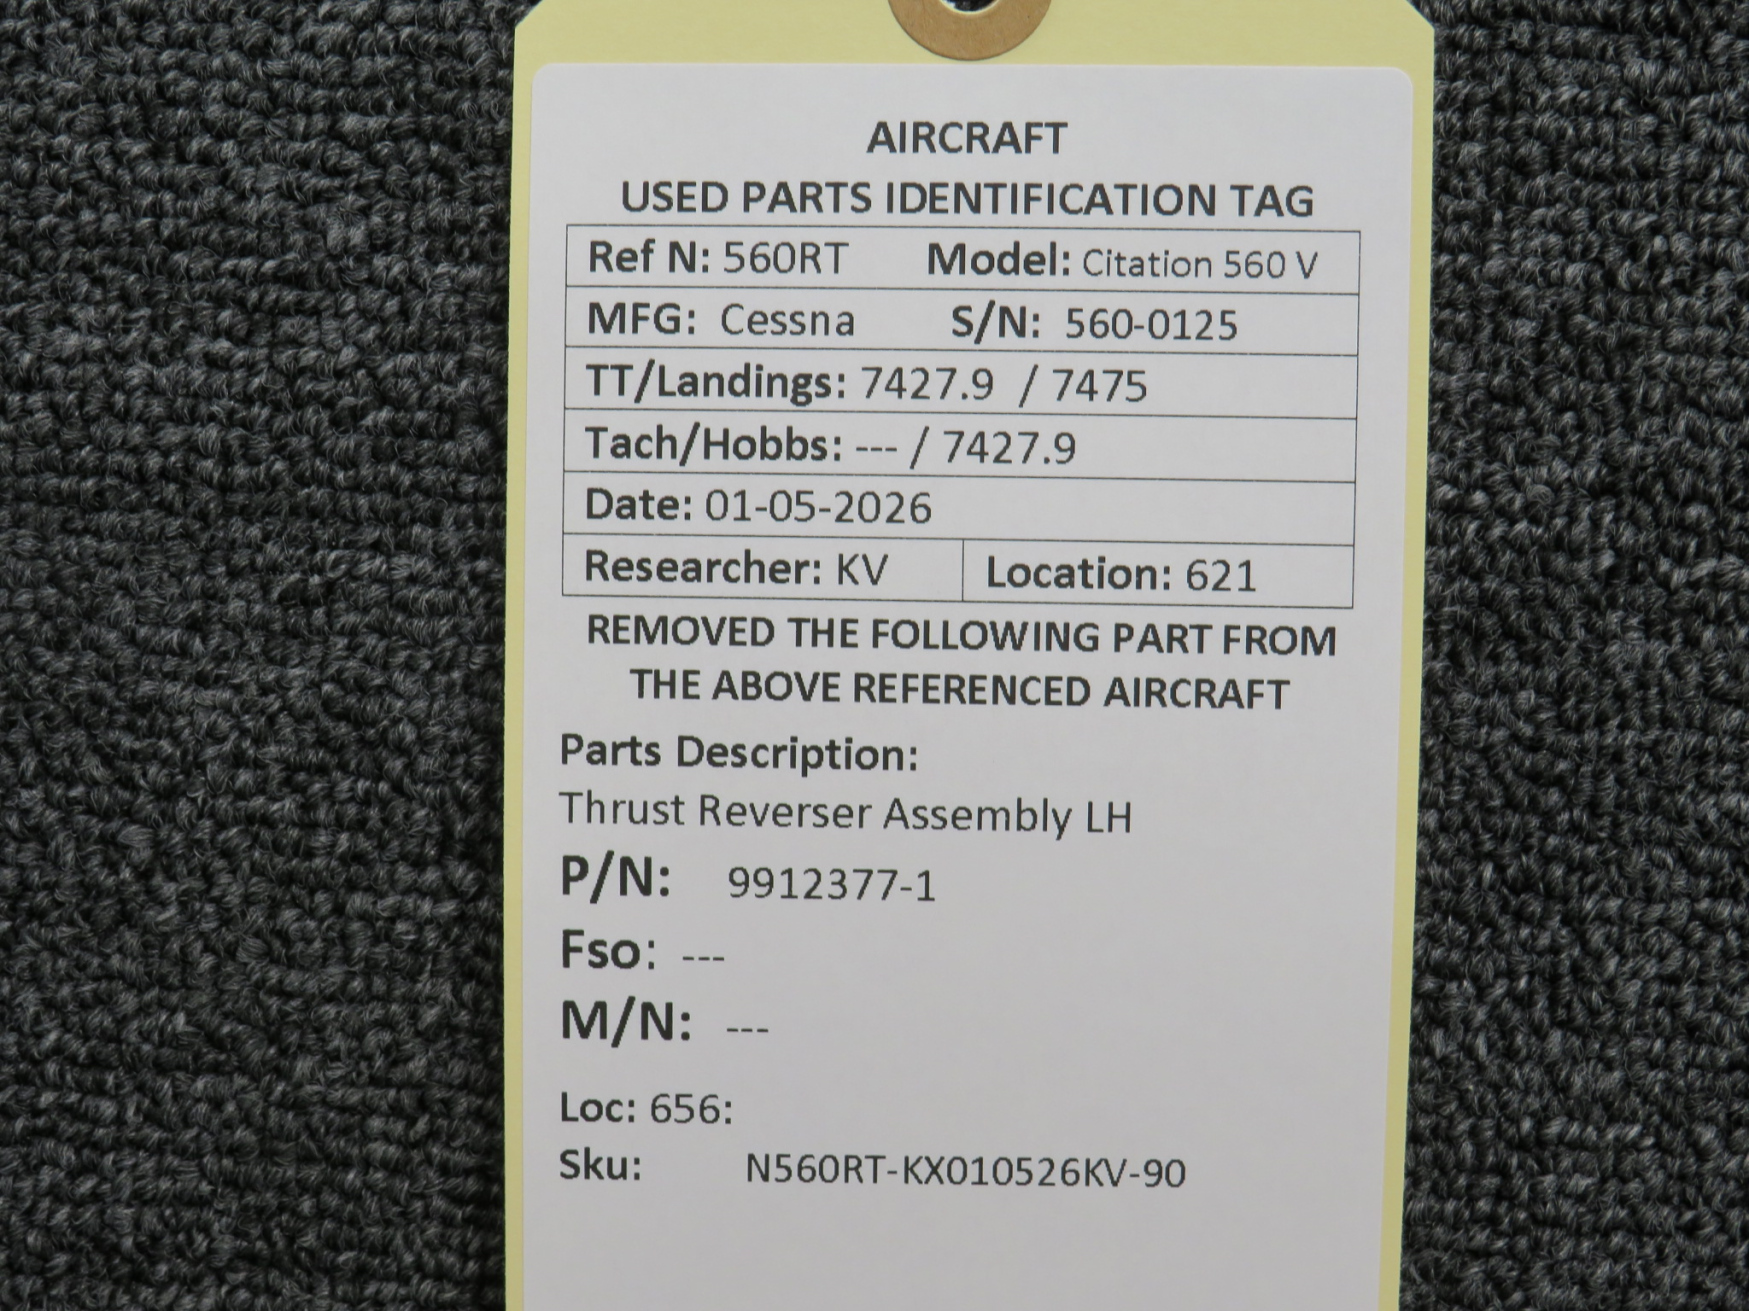 AIRCRAFT
USED PARTS IDENTIFICATION TAG
Ref N: 560RT Model: Citation 560 V
MFG: Cessna S/N: 560-0125
TT/Landings: 7427.9 / 7475
Tach/Hobbs: --- / 7427.9
Date: 01-05-2026
Researcher: KV Location: 621
REMOVED THE FOLLOWING PART FROM
THE ABOVE REFERENCED AIRCRAFT
Parts Description:
Thrust Reverser Assembly LH
P/N: 9912377-1
Fso: ---
M/N: ---
Loc: 656:
Sku: N560RT-KX010526KV-90